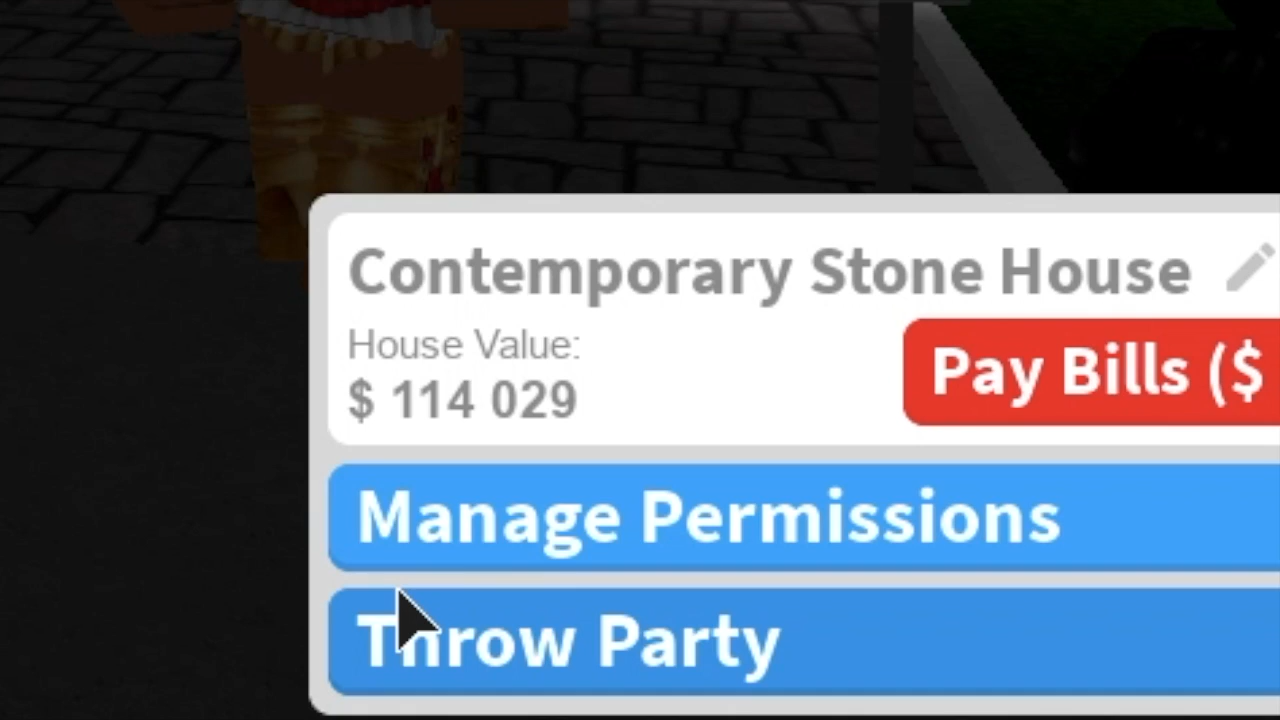 Contemporary Stone House
House Value:
$ 114 029
Pay Bills ($
Manage Permissions
Throw Party